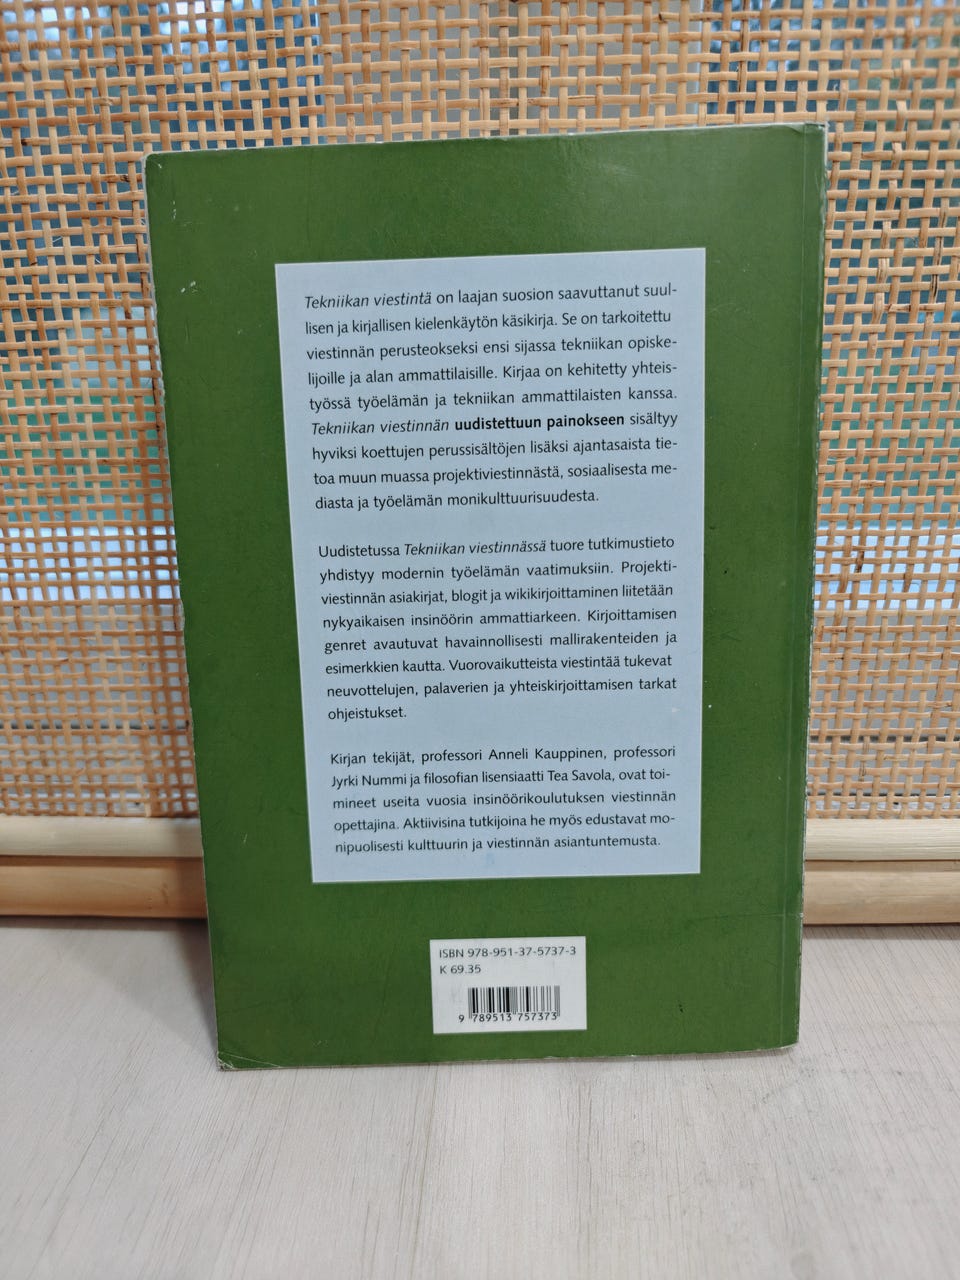 Tekniikan viestintä on laajan suosion saavuttanut suul-
lisen ja kirjallisen kielenkäytön käsikirja. Se on tarkoitettu
viestinnän perusteokseksi ensi sijassa tekniikan opiske-
lijoille ja alan ammattilaisille. Kirjaa on kehitetty yhteis-
työssä työelämän ja tekniikan ammattilaisten kanssa.
Tekniikan viestinnän uudistettuun painokseen sisältyy
hyviksi koettujen perussisältöjen lisäksi ajantasaista tie-
toa muun muassa projektiviestinnästä, sosiaalisesta me-
diasta ja työelämän monikulttuurisuudesta.
Uudistetussa Tekniikan viestinnässä tuore tutkimustieto
yhdistyy modernin työelämän vaatimuksiin. Projekti-
viestinnän asiakirjat, blogit ja wikikirjoittaminen liitetään
nykyaikaisen insinöörin ammattiarkeen. Kirjoittamisen
genret avautuvat havainnollisesti mallirakenteiden ja
esimerkkien kautta. Vuorovaikutteista viestintää tukevat
neuvottelujen, palaverien ja yhteiskirjoittamisen tarkat
ohjeistukset.
Kirjan tekijät, professori Anneli Kauppinen, professori
Jyrki Nummi ja filosofian lisensiaatti Tea Savola, ovat toi-
mineet useita vuosia insinöörikoulutuksen viestinnän
opettajina. Aktiivisina tutkijoina he myös edustavat mo-
nipuolisesti kulttuurin ja viestinnän asiantuntemusta.
ISBN 978-951-37-5737-3
K 69.35
9 789513 757373